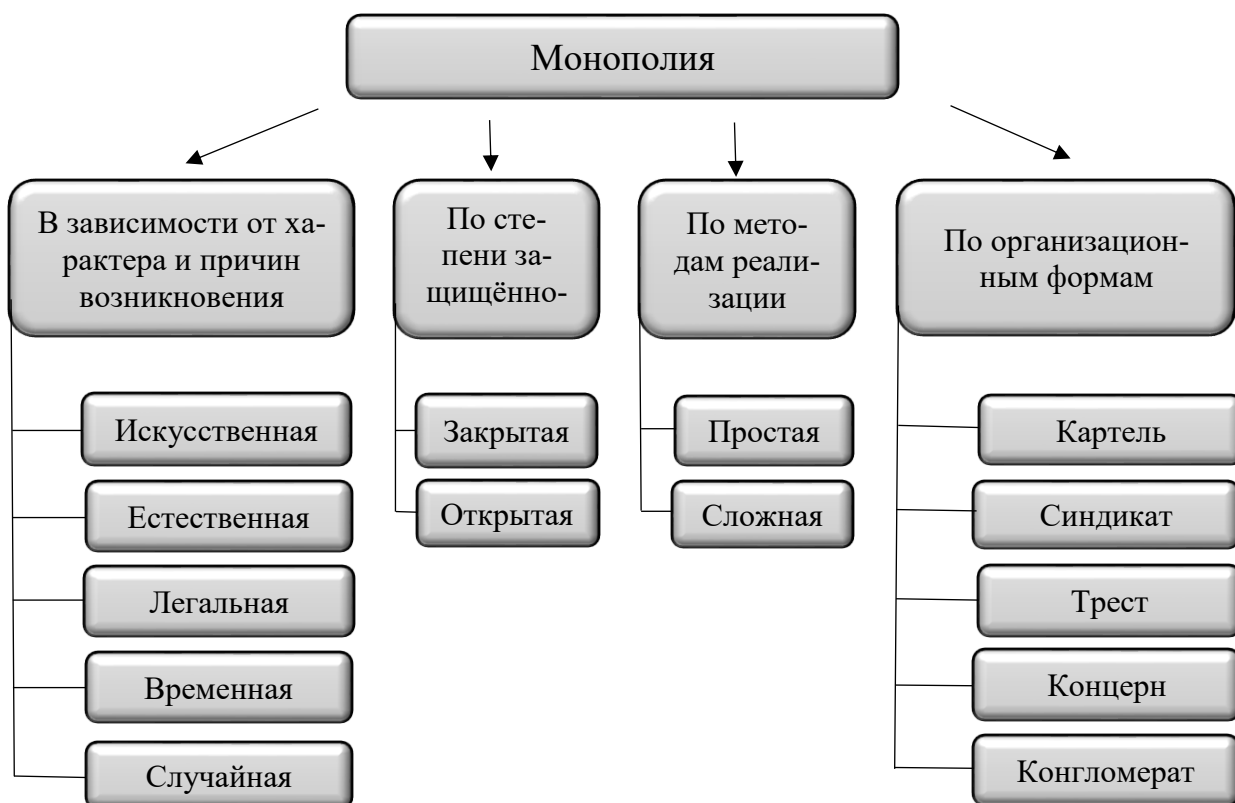 Монополия
В зависимости от ха-
рактера и причин
возникновения
По сте-
пени за-
щищённо-
По мето-
дам реали-
зации
По организацион-
ным формам
Искусственная
Естественная
Легальная
Временная
Случайная
Закрытая
Открытая
Простая
Сложная
Картель
Синдикат
Трест
Концерн
Конгломерат